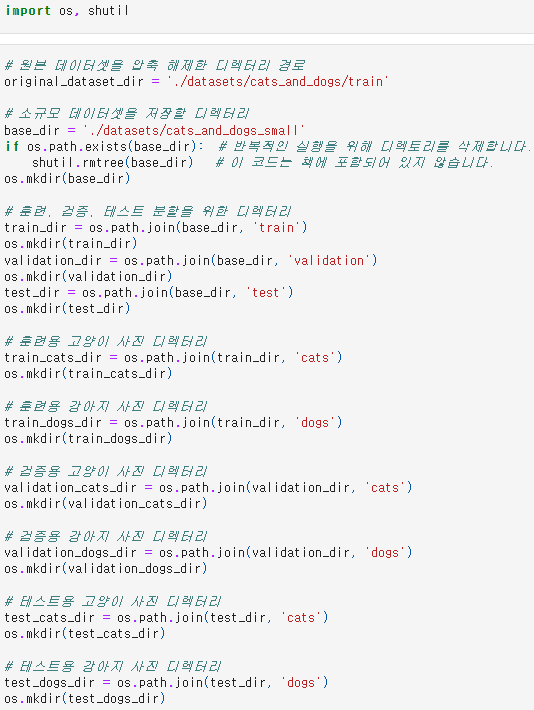 import os, shutil
# 원본 데이터셋을 압축 해제한 디렉터리 경로
original_dataset_dir = './datasets/cats_and_dogs/train'
# 소규모 데이터셋을 저장할 디렉터리
base_dir = './datasets/cats_and_dogs_small'
if os.path.exists(base_dir):  # 반복적인 실행을 위해 디렉토리를 삭제합니다.
    shutil.rmtree(base_dir)   # 이 코드는 책에 포함되어 있지 않습니다.
os.mkdir(base_dir)
# 훈련, 검증, 테스트 분할을 위한 디렉터리
train_dir = os.path.join(base_dir, 'train')
os.mkdir(train_dir)
validation_dir = os.path.join(base_dir, 'validation')
os.mkdir(validation_dir)
test_dir = os.path.join(base_dir, 'test')
os.mkdir(test_dir)
# 훈련용 고양이 사진 디렉터리
train_cats_dir = os.path.join(train_dir, 'cats')
os.mkdir(train_cats_dir)
# 훈련용 강아지 사진 디렉터리
train_dogs_dir = os.path.join(train_dir, 'dogs')
os.mkdir(train_dogs_dir)
# 검증용 고양이 사진 디렉터리
validation_cats_dir = os.path.join(validation_dir, 'cats')
os.mkdir(validation_cats_dir)
# 검증용 강아지 사진 디렉터리
validation_dogs_dir = os.path.join(validation_dir, 'dogs')
os.mkdir(validation_dogs_dir)
# 테스트용 고양이 사진 디렉터리
test_cats_dir = os.path.join(test_dir, 'cats')
os.mkdir(test_cats_dir)
# 테스트용 강아지 사진 디렉터리
test_dogs_dir = os.path.join(test_dir, 'dogs')
os.mkdir(test_dogs_dir)